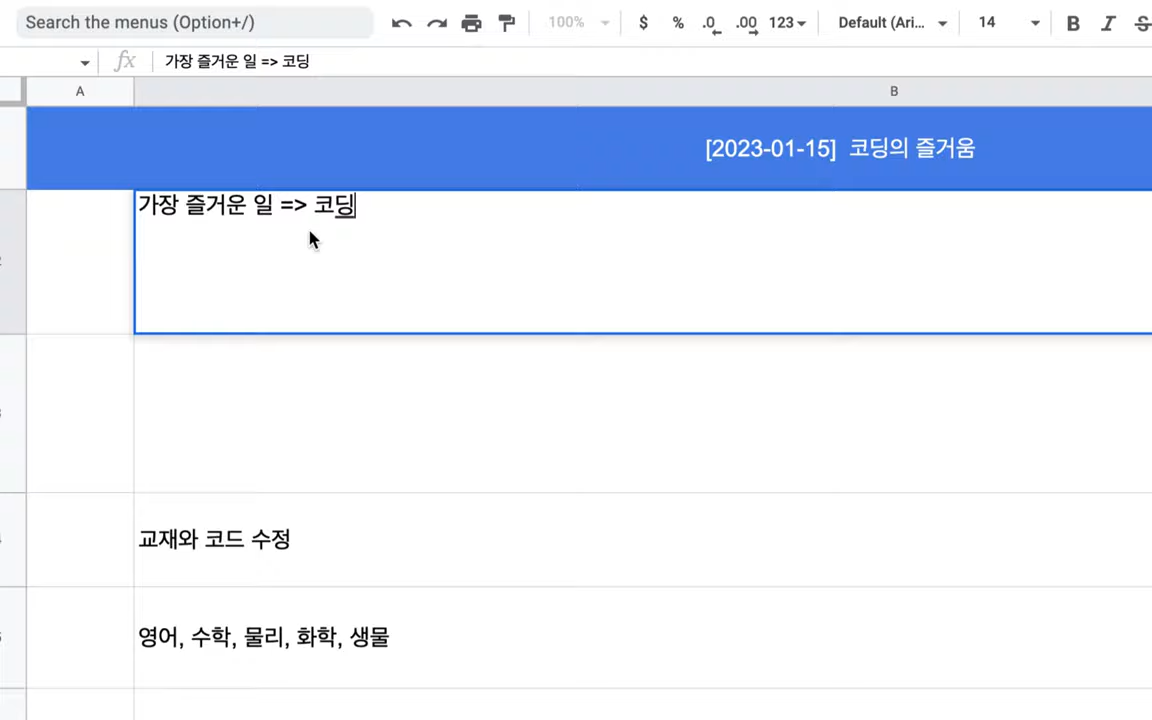 Search the menus (Option+/)
100% $ % .0 .00 123 Default (Ari... 14 B I S
fx 가장 즐거운 일 => 코딩
A B
[2023-01-15] 코딩의 즐거움
가장 즐거운 일 => 코딩
교재와 코드 수정
영어, 수학, 물리, 화학, 생물